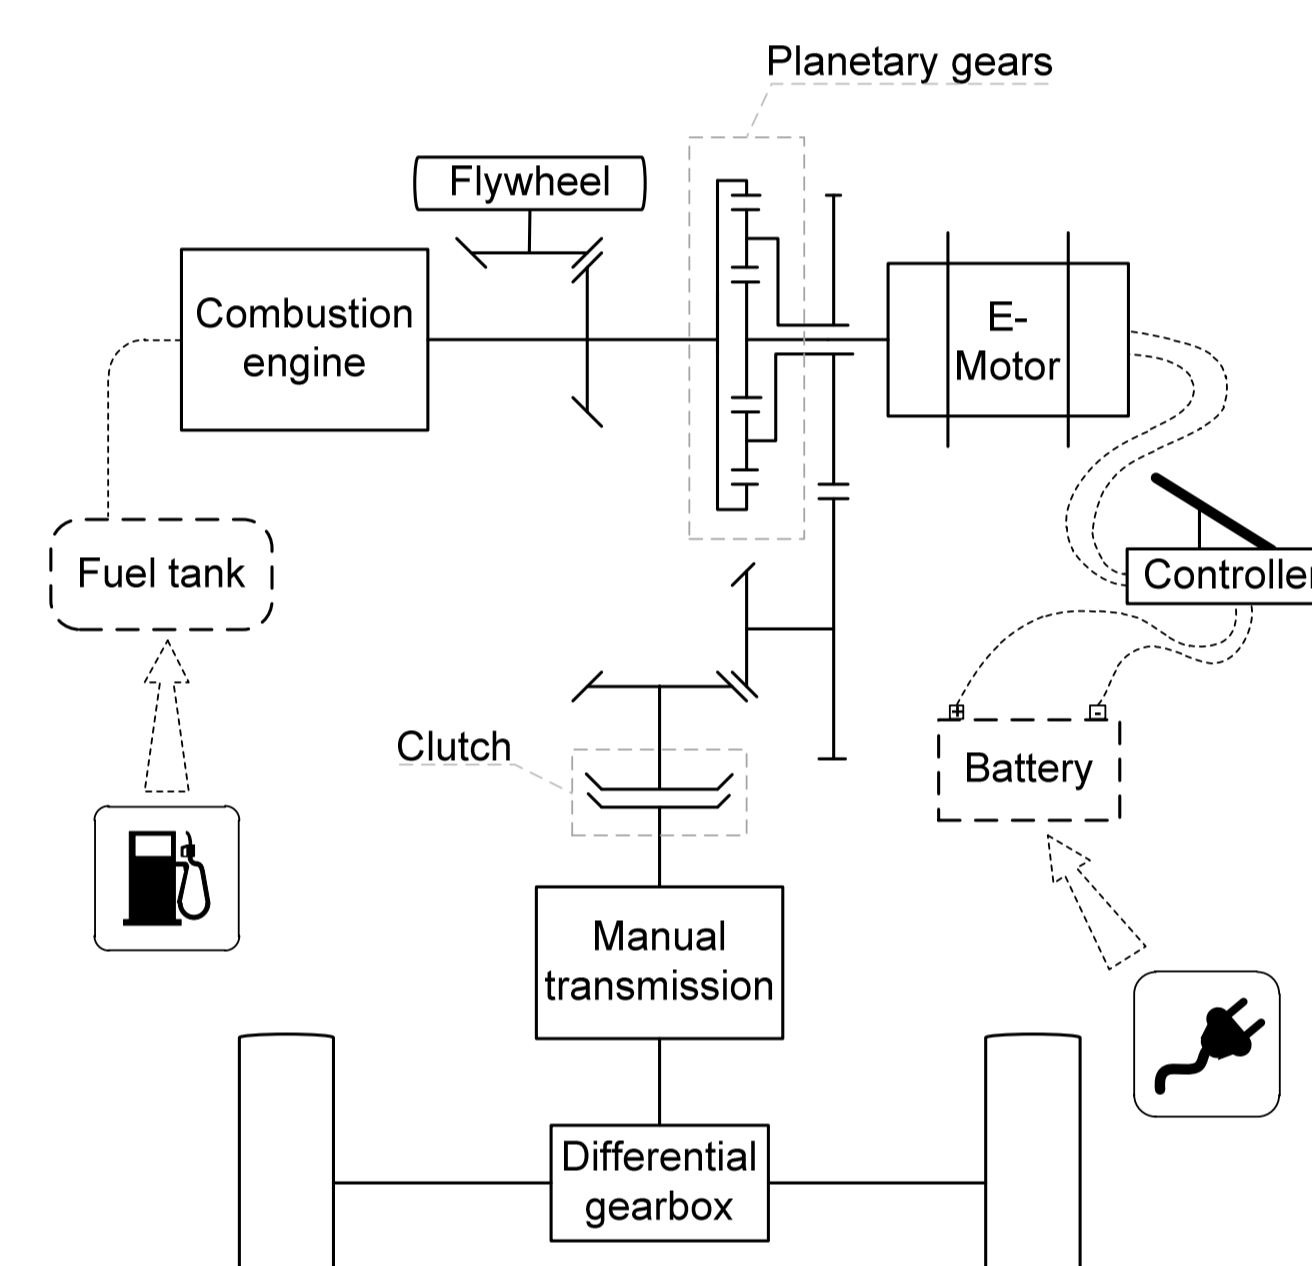 Planetary gears
Flywheel
Combustion
engine
E-
Motor
Fuel tank
Controller
Clutch
+
-
Battery
Manual
transmission
Differential
gearbox